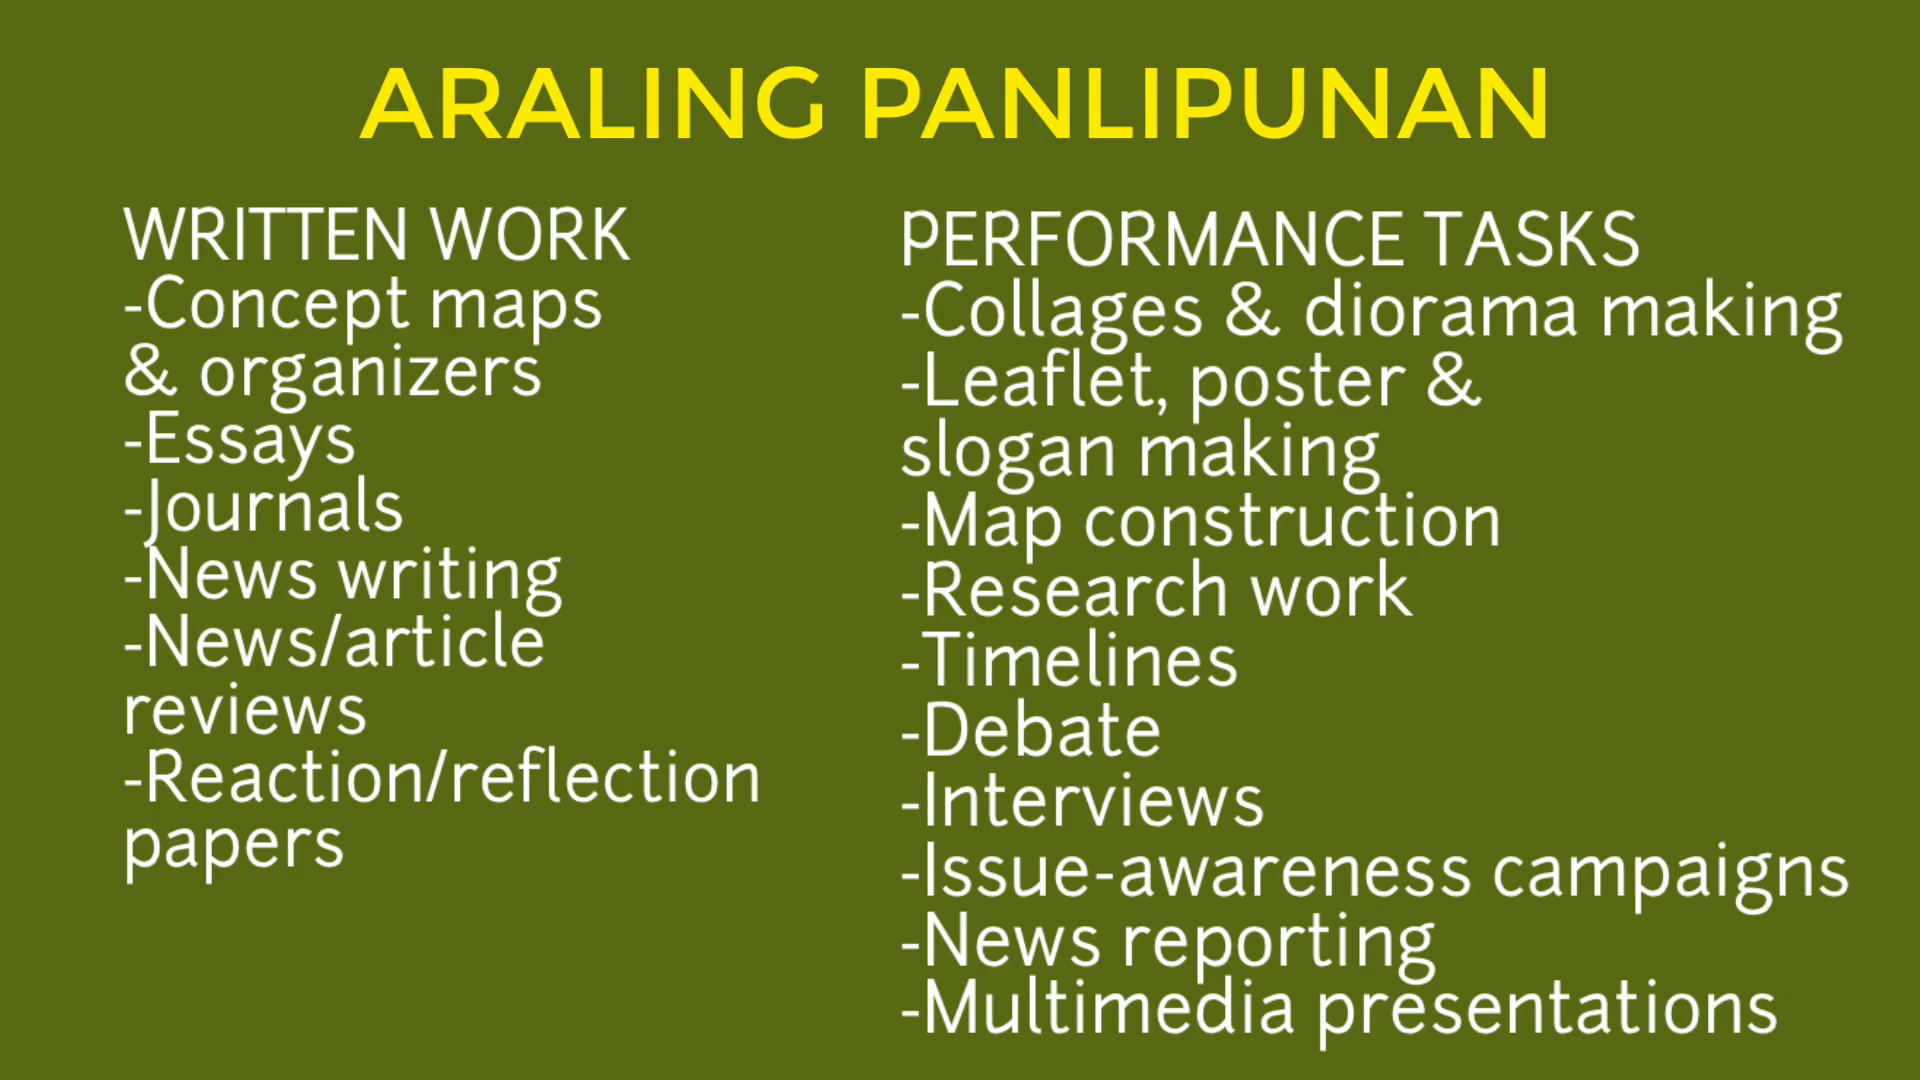 ARALING PANLIPUNAN
WRITTEN WORK
-Concept maps
& organizers
-Essays
-Journals
-News writing
-News/article
reviews
-Reaction/reflection
papers
PERFORMANCE TASKS
-Collages & diorama making
-Leaflet, poster &
slogan making
-Map construction
-Research work
-Timelines
-Debate
-Interviews
-Issue-awareness campaigns
-News reporting
-Multimedia presentations